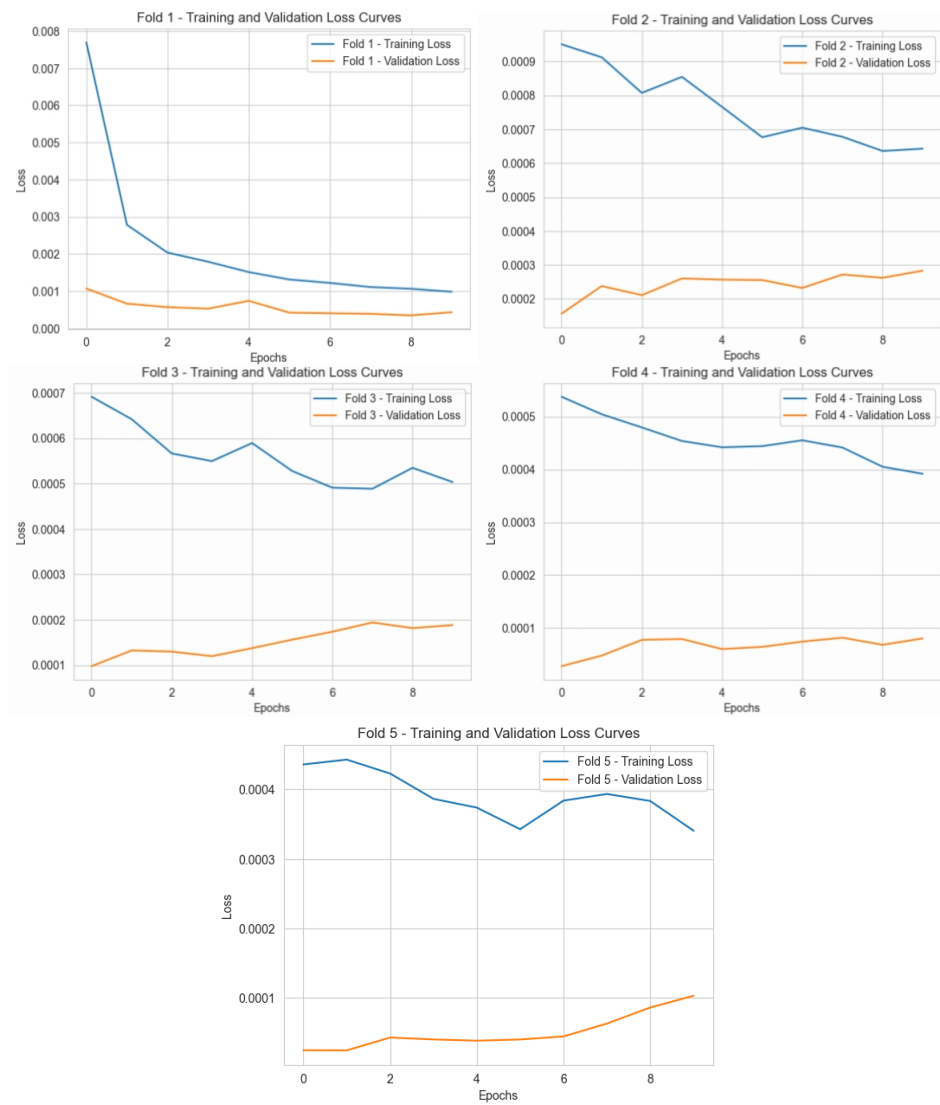 Fold 1 - Training and Validation Loss Curves
Fold 1 - Training Loss
Fold 1 - Validation Loss
0.008
0.007
0.006
0.005
0.004
0.003
0.002
0.001
0.000
Loss
0 2 4 6 8
Epochs
Fold 2 - Training and Validation Loss Curves
Fold 2 - Training Loss
Fold 2 - Validation Loss
0.0009
0.0008
0.0007
0.0006
0.0005
0.0004
0.0003
0.0002
Loss
0 2 4 6 8
Epochs
Fold 3 - Training and Validation Loss Curves
Fold 3 - Training Loss
Fold 3 - Validation Loss
0.0007
0.0006
0.0005
0.0004
0.0003
0.0002
0.0001
Loss
0 2 4 6 8
Epochs
Fold 4 - Training and Validation Loss Curves
Fold 4 - Training Loss
Fold 4 - Validation Loss
0.0005
0.0004
0.0003
0.0002
0.0001
Loss
0 2 4 6 8
Epochs
Fold 5 - Training and Validation Loss Curves
Fold 5 - Training Loss
Fold 5 - Validation Loss
0.0004
0.0003
0.0002
0.0001
Loss
0 2 4 6 8
Epochs